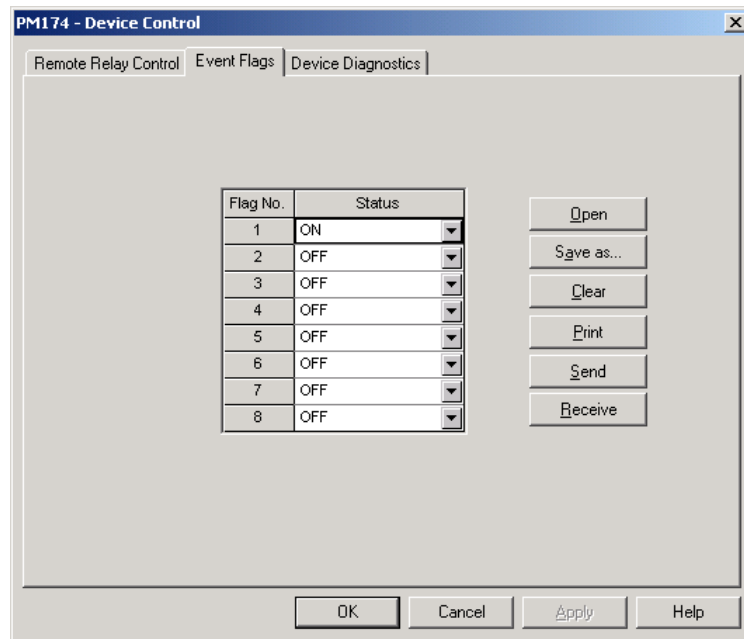 PM174 - Device Control
Remote Relay Control Event Flags Device Diagnostics
Flag No. Status
1 ON
2 OFF
3 OFF
4 OFF
5 OFF
6 OFF
7 OFF
8 OFF
Open
Save as...
Clear
Print
Send
Receive
OK Cancel Apply Help